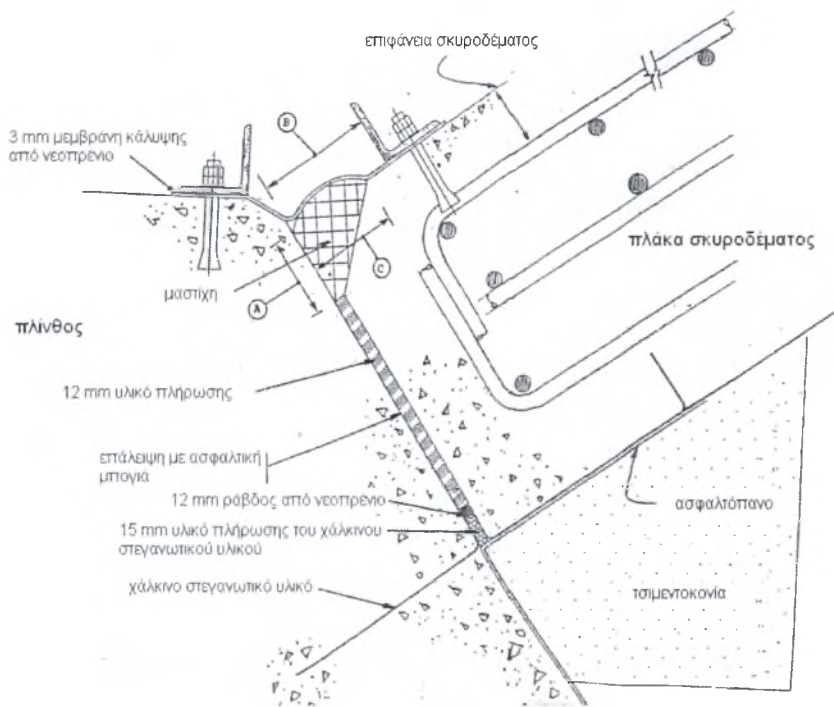 επιφάνεια σκυροδέματος
B
3 mm μεμβράνη κάλυψης
από νεοπρένιο
πλάκα σκυροδέματος
C
μαστίχη
A
πλίνθος
12 mm υλικό πλήρωσης
επάλειψη με ασφαλτική
μπογιά
12 mm ράβδος από νεοπρένιο
ασφαλτόπανο
15 mm υλικό πλήρωσης του χάλκινου
στεγανωτικού υλικού
χάλκινο στεγανωτικό υλικό
τσιμεντοκονία